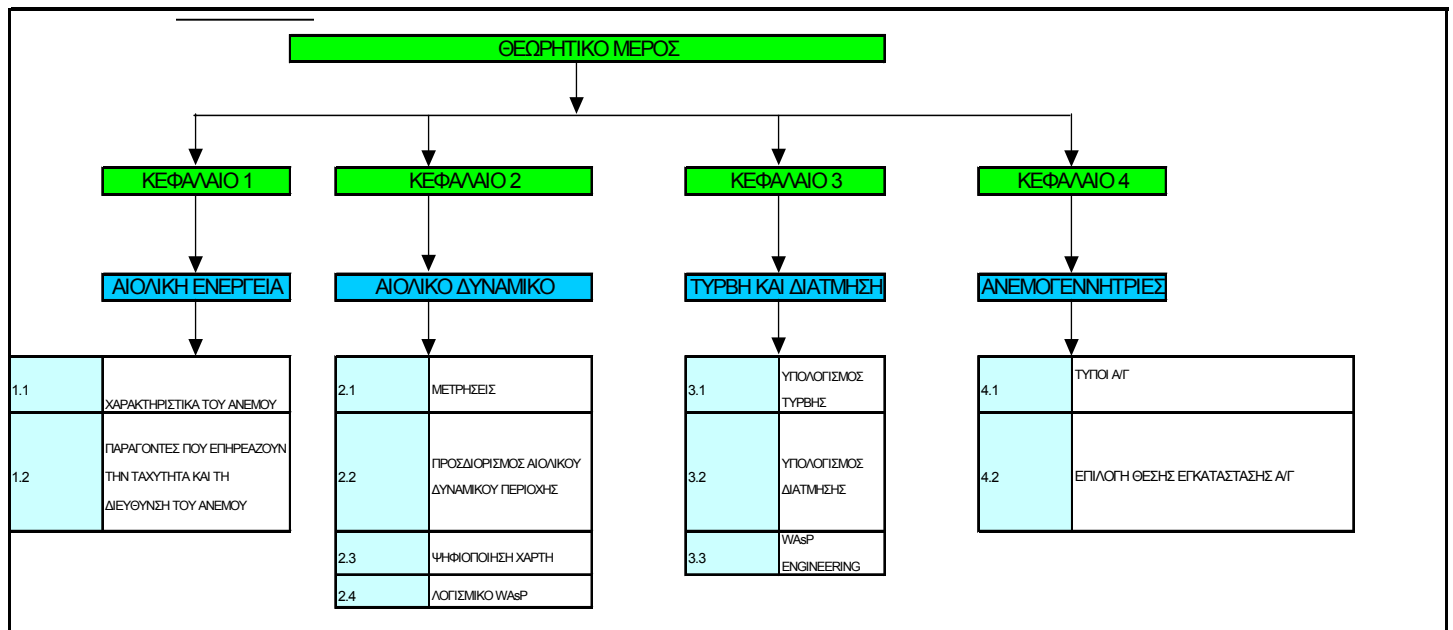 ΘΕΩΡΗΤΙΚΟ ΜΕΡΟΣ
ΚΕΦΑΛΑΙΟ 1
ΚΕΦΑΛΑΙΟ 2
ΚΕΦΑΛΑΙΟ 3
ΚΕΦΑΛΑΙΟ 4
ΑΙΟΛΙΚΗ ΕΝΕΡΓΕΙΑ
ΑΙΟΛΙΚΟ ΔΥΝΑΜΙΚΟ
ΤΥΡΒΗ ΚΑΙ ΔΙΑΤΜΗΣΗ
ΑΝΕΜΟΓΕΝΝΗΤΡΙΕΣ
1.1
ΧΑΡΑΚΤΗΡΙΣΤΙΚΑ ΤΟΥ ΑΝΕΜΟΥ
1.2
ΠΑΡΑΓΟΝΤΕΣ ΠΟΥ ΕΠΗΡΕΑΖΟΥΝ
ΤΗΝ ΤΑΧΥΤΗΤΑ ΚΑΙ ΤΗ
ΔΙΕΥΘΥΝΣΗ ΤΟΥ ΑΝΕΜΟΥ
2.1
ΜΕΤΡΗΣΕΙΣ
2.2
ΠΡΟΣΔΙΟΡΙΣΜΟΣ ΑΙΟΛΙΚΟΥ
ΔΥΝΑΜΙΚΟΥ ΠΕΡΙΟΧΗΣ
2.3
ΨΗΦΙΟΠΟΙΗΣΗ ΧΑΡΤΗ
2.4
ΛΟΓΙΣΜΙΚΟ WAsP
3.1
ΥΠΟΛΟΓΙΣΜΟΣ
ΤΥΡΒΗΣ
3.2
ΥΠΟΛΟΓΙΣΜΟΣ
ΔΙΑΤΜΗΣΗΣ
3.3
WAsP
ENGINEERING
4.1
ΤΥΠΟΙ Α/Γ
4.2
ΕΠΙΛΟΓΗ ΘΕΣΗΣ ΕΓΚΑΤΑΣΤΑΣΗΣ Α/Γ